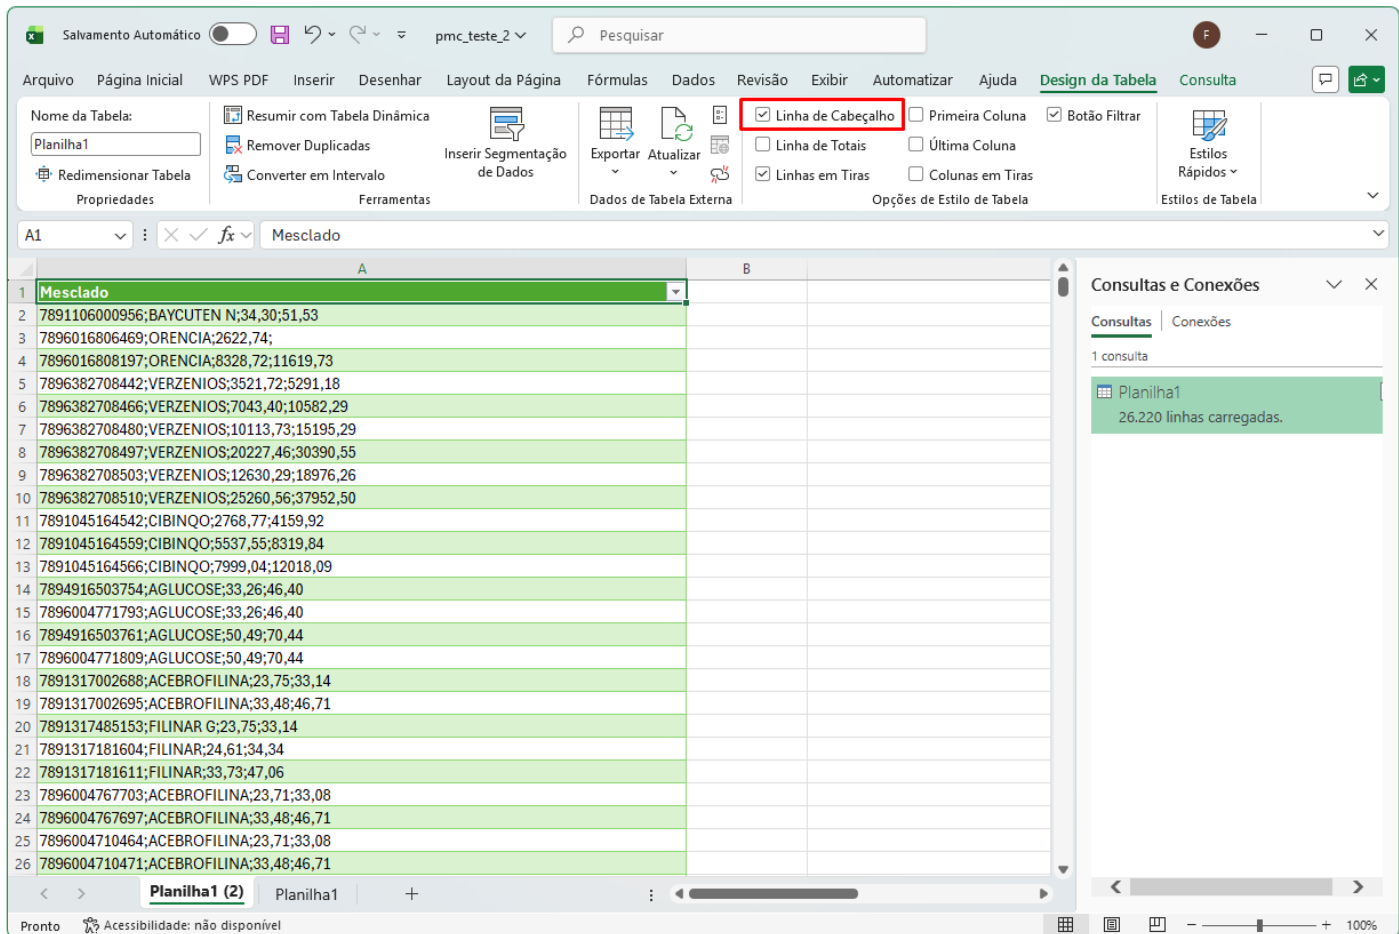 Salvamento Automático pmc_teste_2 Pesquisar F
Arquivo Página Inicial WPS PDF Inserir Desenhar Layout da Página Fórmulas Dados Revisão Exibir Automatizar Ajuda Design da Tabela Consulta
Nome da Tabela:
Planilha1
Redimensionar Tabela
Propriedades
Resumir com Tabela Dinâmica
Remover Duplicadas
Converter em Intervalo
Inserir Segmentação
de Dados
Ferramentas
Exportar Atualizar
Dados de Tabela Externa
Linha de Cabeçalho Primeira Coluna Botão Filtrar
Linha de Totais Última Coluna
Linhas em Tiras Colunas em Tiras
Opções de Estilo de Tabela
Estilos
Rápidos
Estilos de Tabela
A1 fx Mesclado
A B
1 Mesclado
2 7891106000956;BAYCUTEN N;34,30;51,53
3 7896016806469;ORENCIA;2622,74;
4 7896016808197;ORENCIA;8328,72;11619,73
5 7896382708442;VERZENIOS;3521,72;5291,18
6 7896382708466;VERZENIOS;7043,40;10582,29
7 7896382708480;VERZENIOS;10113,73;15195,29
8 7896382708497;VERZENIOS;20227,46;30390,55
9 7896382708503;VERZENIOS;12630,29;18976,26
10 7896382708510;VERZENIOS;25260,56;37952,50
11 7891045164542;CIBINQO;2768,77;4159,92
12 7891045164559;CIBINQO;5537,55;8319,84
13 7891045164566;CIBINQO;7999,04;12018,09
14 7894916503754;AGLUCOSE;33,26;46,40
15 7896004771793;AGLUCOSE;33,26;46,40
16 7894916503761;AGLUCOSE;50,49;70,44
17 7896004771809;AGLUCOSE;50,49;70,44
18 7891317002688;ACEBROFILINA;23,75;33,14
19 7891317002695;ACEBROFILINA;33,48;46,71
20 7891317485153;FILINAR G;23,75;33,14
21 7891317181604;FILINAR;24,61;34,34
22 7891317181611;FILINAR;33,73;47,06
23 7896004767703;ACEBROFILINA;23,71;33,08
24 7896004767697;ACEBROFILINA;33,48;46,71
25 7896004710464;ACEBROFILINA;23,71;33,08
26 7896004710471;ACEBROFILINA;33,48;46,71
Consultas e Conexões
Consultas Conexões
1 consulta
Planilha1
26.220 linhas carregadas.
Planilha1 (2) Planilha1
Pronto Acessibilidade: não disponível 100%